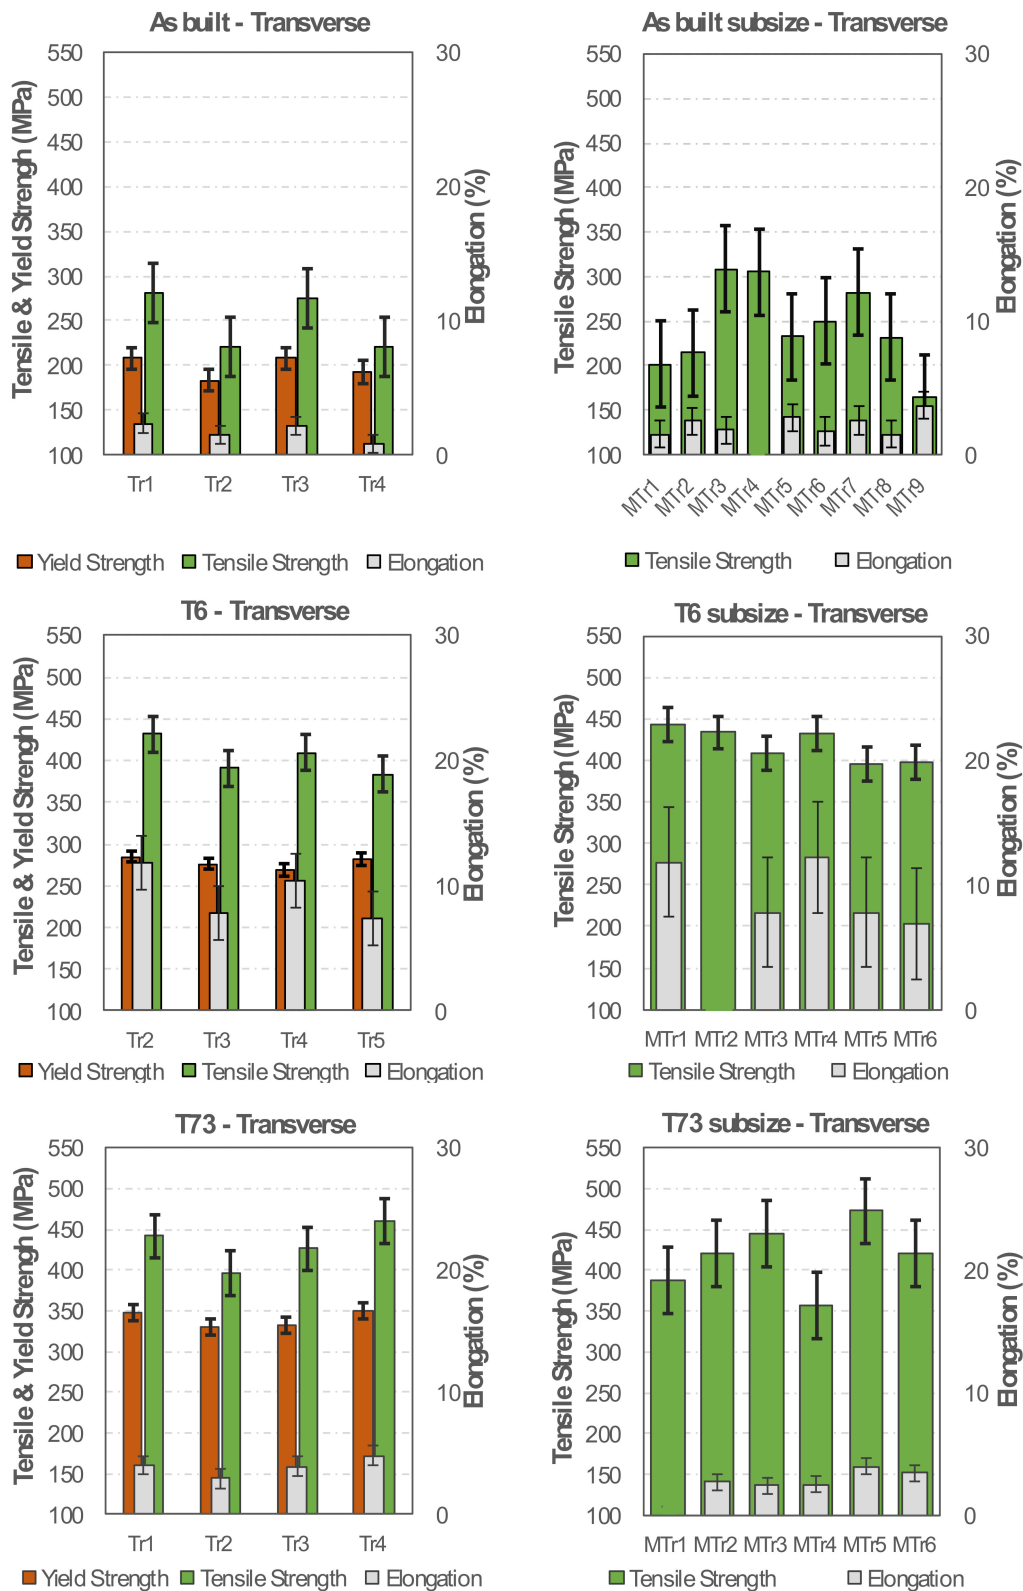 As built - Transverse
550
500
450
400
350
300
250
200
150
100
30
20
10
0
Tensile & Yield Strengh (MPa)
Elongation (%)
Tr1 Tr2 Tr3 Tr4
Yield Strength Tensile Strength Elongation
As built subsize - Transverse
550
500
450
400
350
300
250
200
150
100
30
20
10
0
Tensile Strengh (MPa)
Elongation (%)
MTr1 MTr2 MTr3 MTr4 MTr5 MTr6 MTr7 MTr8 MTr9
Tensile Strength Elongation
T6 - Transverse
550
500
450
400
350
300
250
200
150
100
30
20
10
0
Tensile & Yield Strengh (MPa)
Elongation (%)
Tr2 Tr3 Tr4 Tr5
Yield Strength Tensile Strength Elongation
T6 subsize - Transverse
550
500
450
400
350
300
250
200
150
100
30
20
10
0
Tensile Strengh (MPa)
Elongation (%)
MTr1 MTr2 MTr3 MTr4 MTr5 MTr6
Tensile Strength Elongation
T73 - Transverse
550
500
450
400
350
300
250
200
150
100
30
20
10
0
Tensile & Yield Strengh (MPa)
Elongation (%)
Tr1 Tr2 Tr3 Tr4
Yield Strength Tensile Strength Elongation
T73 subsize - Transverse
550
500
450
400
350
300
250
200
150
100
30
20
10
0
Tensile Strengh (MPa)
Elongation (%)
MTr1 MTr2 MTr3 MTr4 MTr5 MTr6
Tensile Strength Elongation